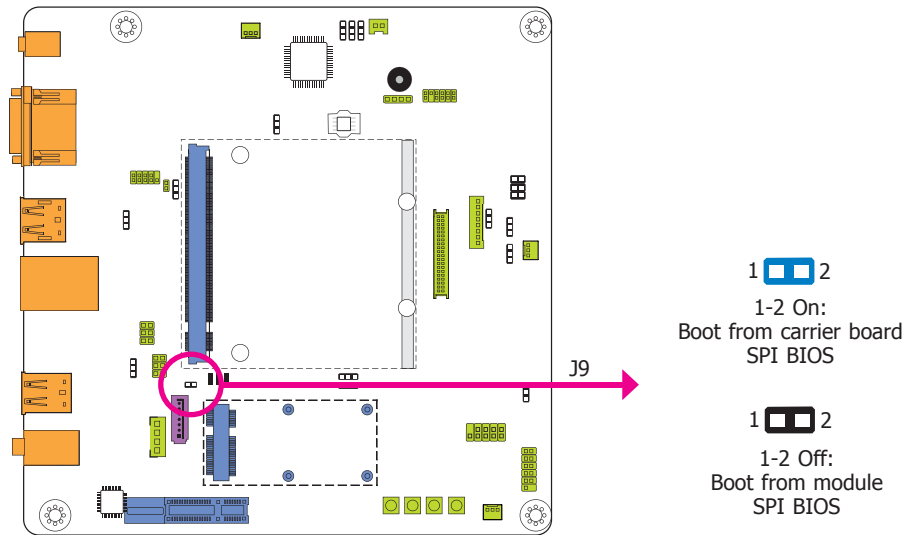 J9
1 2
1-2 On:
Boot from carrier board
SPI BIOS
1 2
1-2 Off:
Boot from module
SPI BIOS